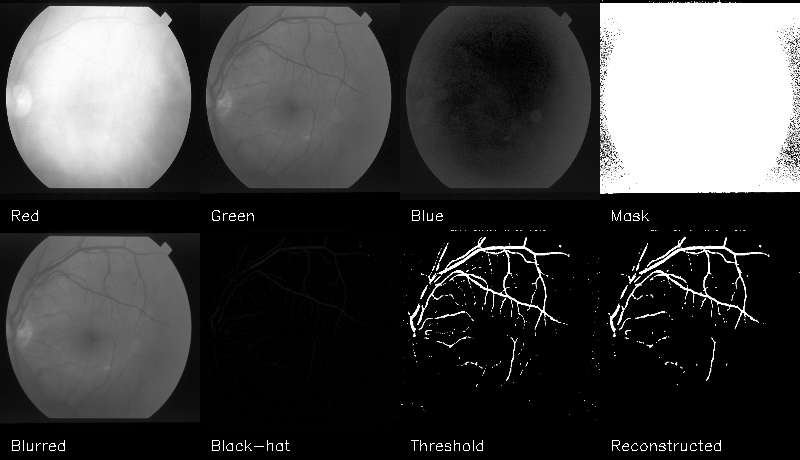 Red
Green
Blue
Mask
Blurred
Black-hat
Threshold
Reconstructed